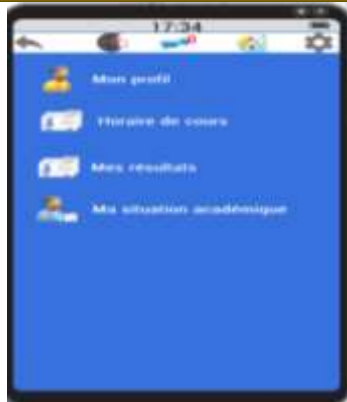 17:34
Mon profil
Horaire de cours
Mes résultats
Ma situation académique